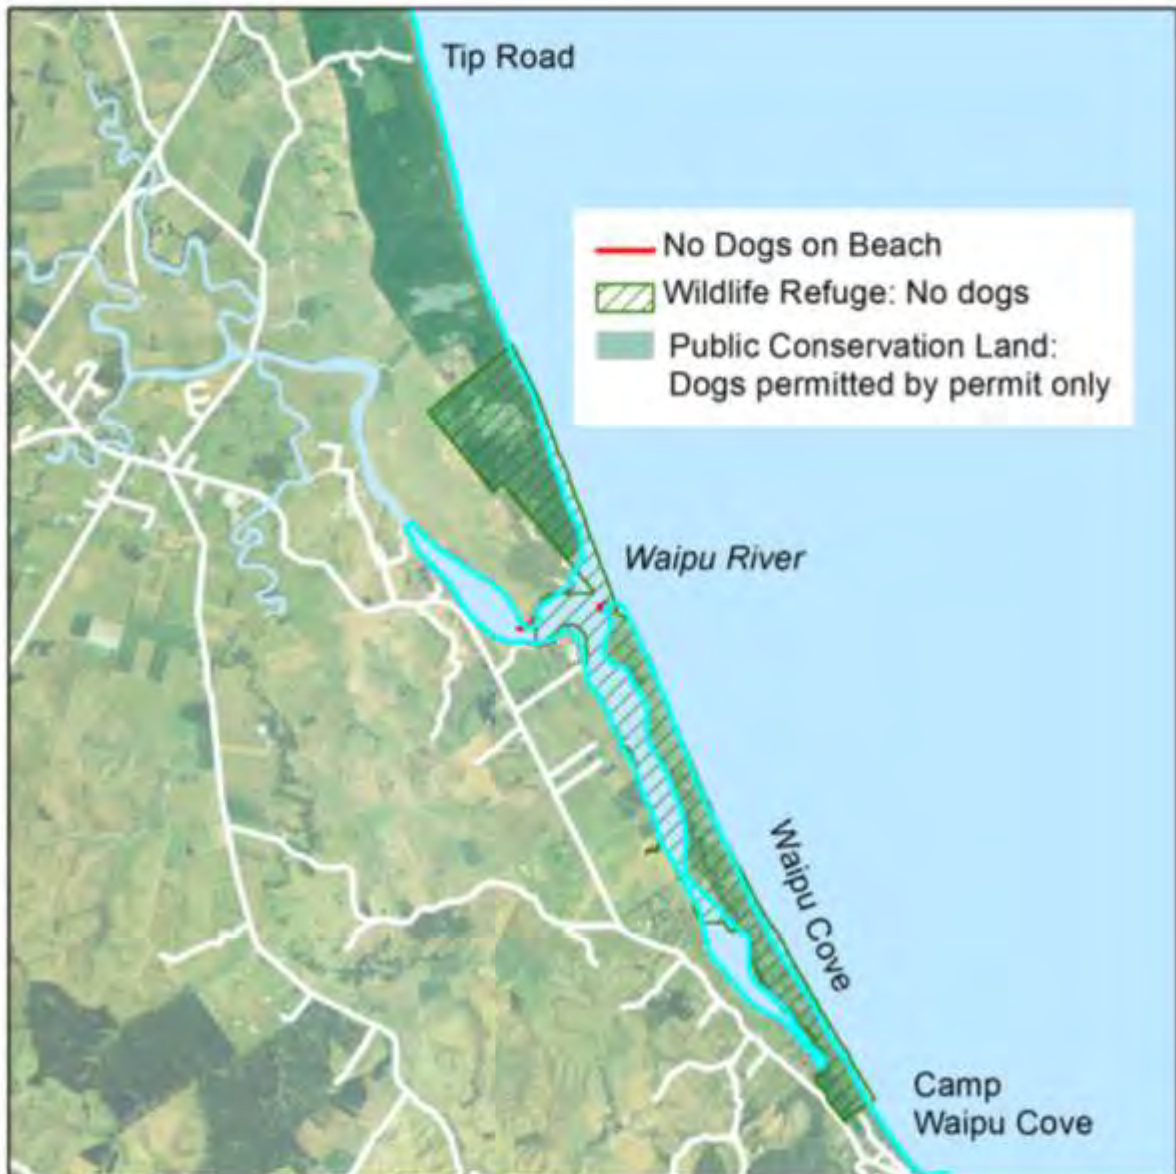 Tip Road
No Dogs on Beach
Wildlife Refuge: No dogs
Public Conservation Land:
Dogs permitted by permit only
Waipu River
Waipu Cove
Camp
Waipu Cove